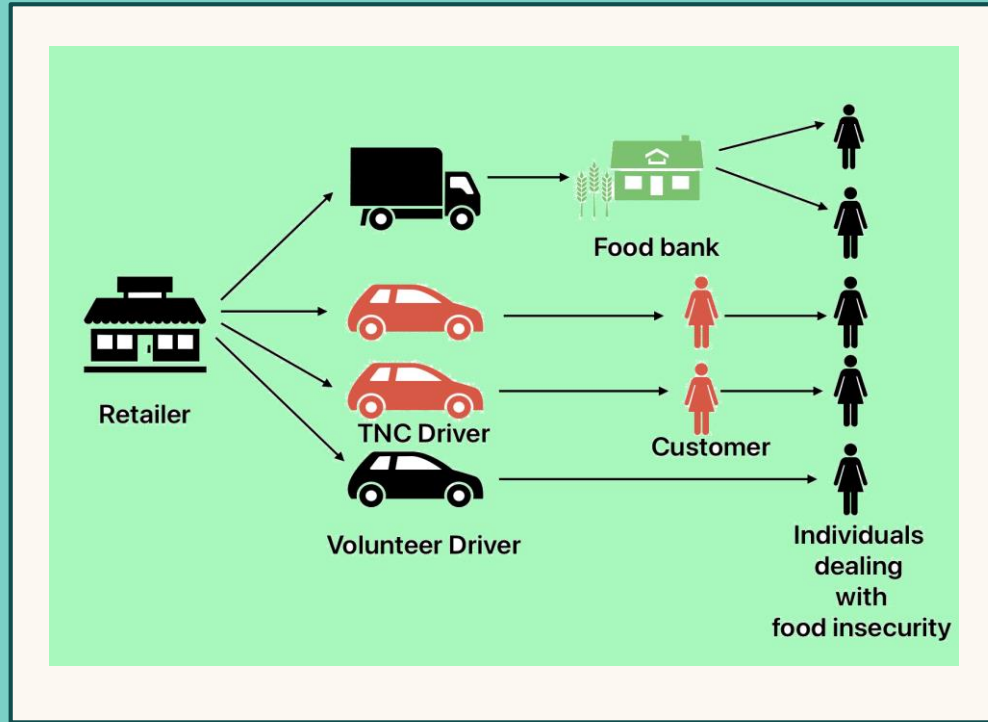 Food bank
Retailer
TNC Driver
Customer
Volunteer Driver
Individuals
dealing
with
food insecurity